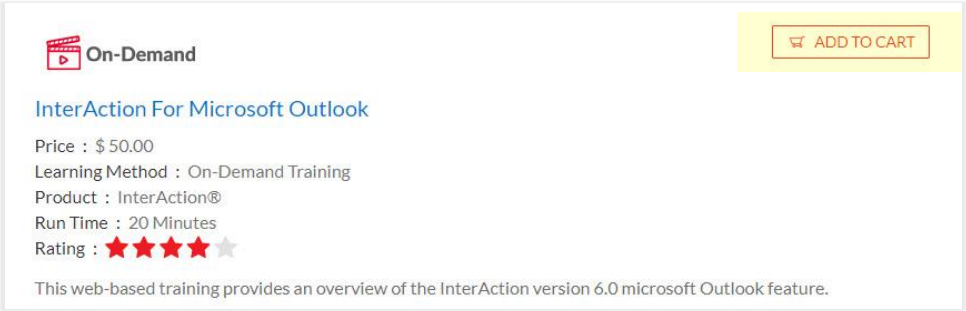 On-Demand
ADD TO CART
InterAction For Microsoft Outlook
Price : $ 50.00
Learning Method : On-Demand Training
Product : InterAction®
Run Time : 20 Minutes
Rating :
This web-based training provides an overview of the InterAction version 6.0 microsoft Outlook feature.